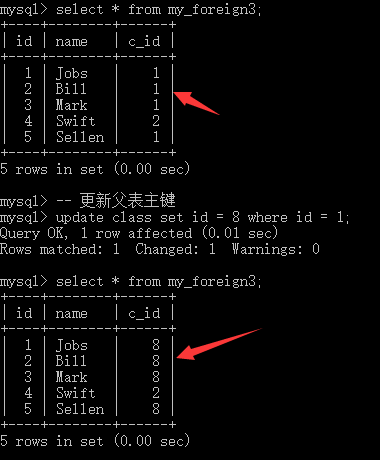 mysql> select * from my_foreign3;
+----+--------+------+
| id | name   | c_id |
+----+--------+------+
|  1 | Jobs   |    1 |
|  2 | Bill   |    1 |
|  3 | Mark   |    1 |
|  4 | Swift  |    2 |
|  5 | Sellen |    1 |
+----+--------+------+
5 rows in set (0.00 sec)
mysql> -- 更新父表主键
mysql> update class set id = 8 where id = 1;
Query OK, 1 row affected (0.01 sec)
Rows matched: 1  Changed: 1  Warnings: 0
mysql> select * from my_foreign3;
+----+--------+------+
| id | name   | c_id |
+----+--------+------+
|  1 | Jobs   |    8 |
|  2 | Bill   |    8 |
|  3 | Mark   |    8 |
|  4 | Swift  |    2 |
|  5 | Sellen |    8 |
+----+--------+------+
5 rows in set (0.00 sec)